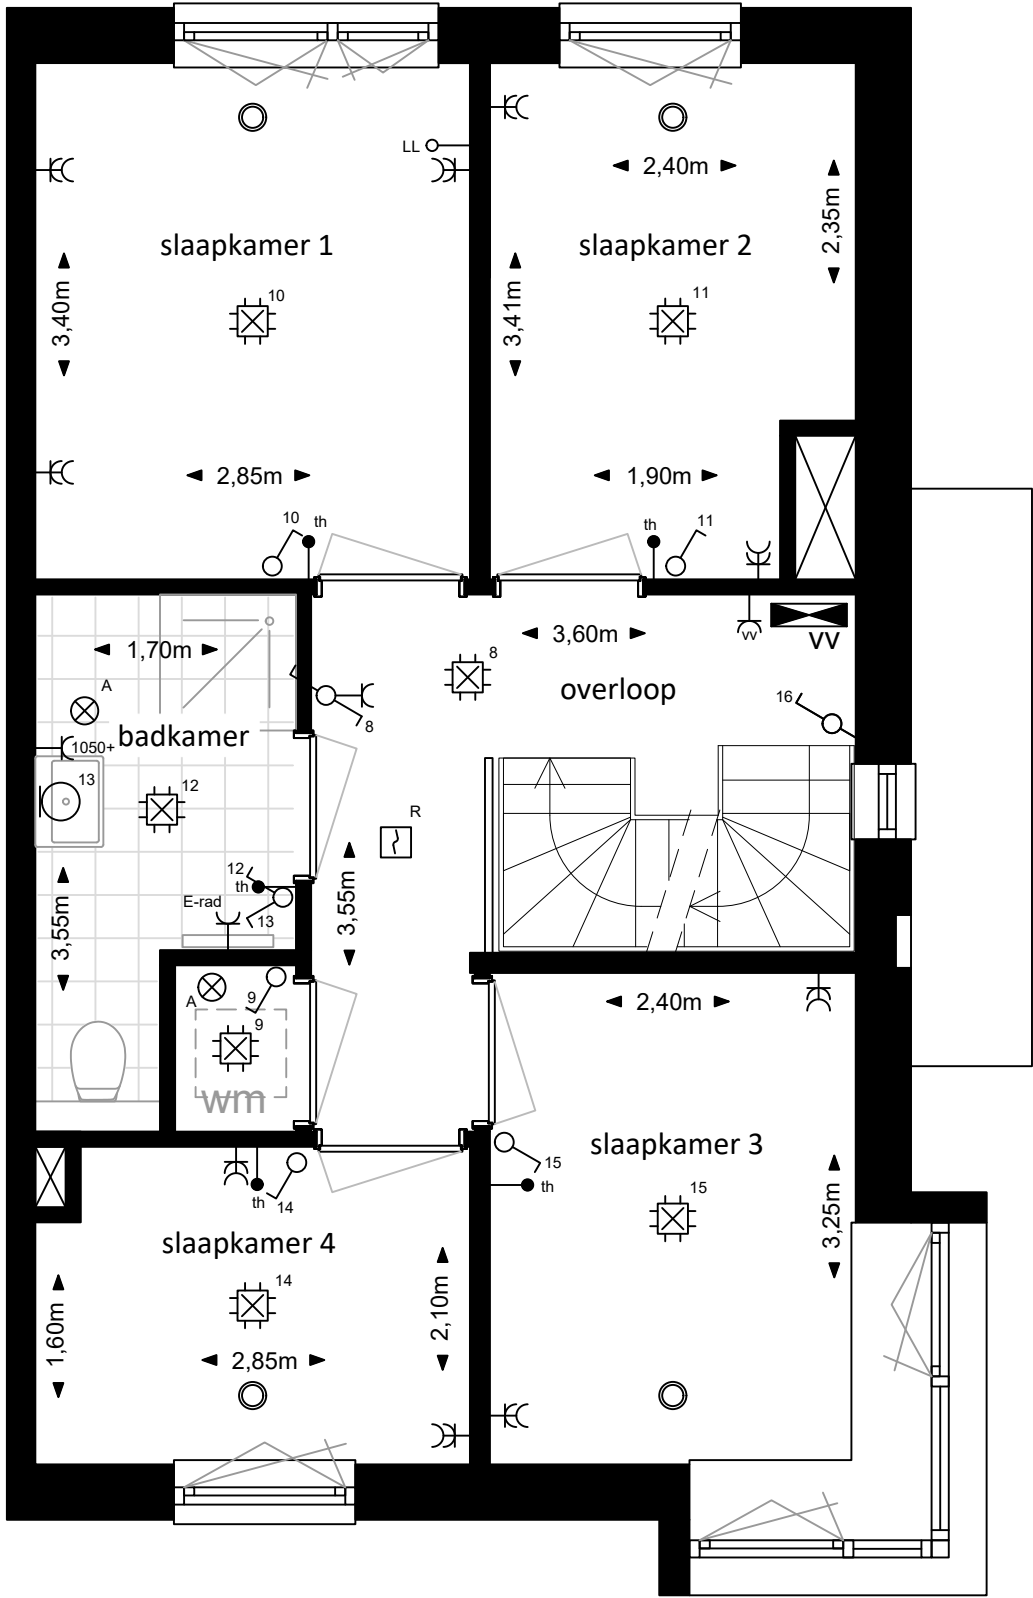 LL
2,40m
2,35m
slaapkamer 1
slaapkamer 2
10
11
3,40m
3,41m
2,85m
1,90m
10
th
th
11
1,70m
3,60m
vv
VV
8
overloop
A
16
8
badkamer
1050+
13
12
R
12
th
E-rad
13
3,55m
3,55m
A
9
9
wm
2,40m
slaapkamer 3
15
th
th
14
15
3,25m
slaapkamer 4
14
1,60m
2,10m
2,85m